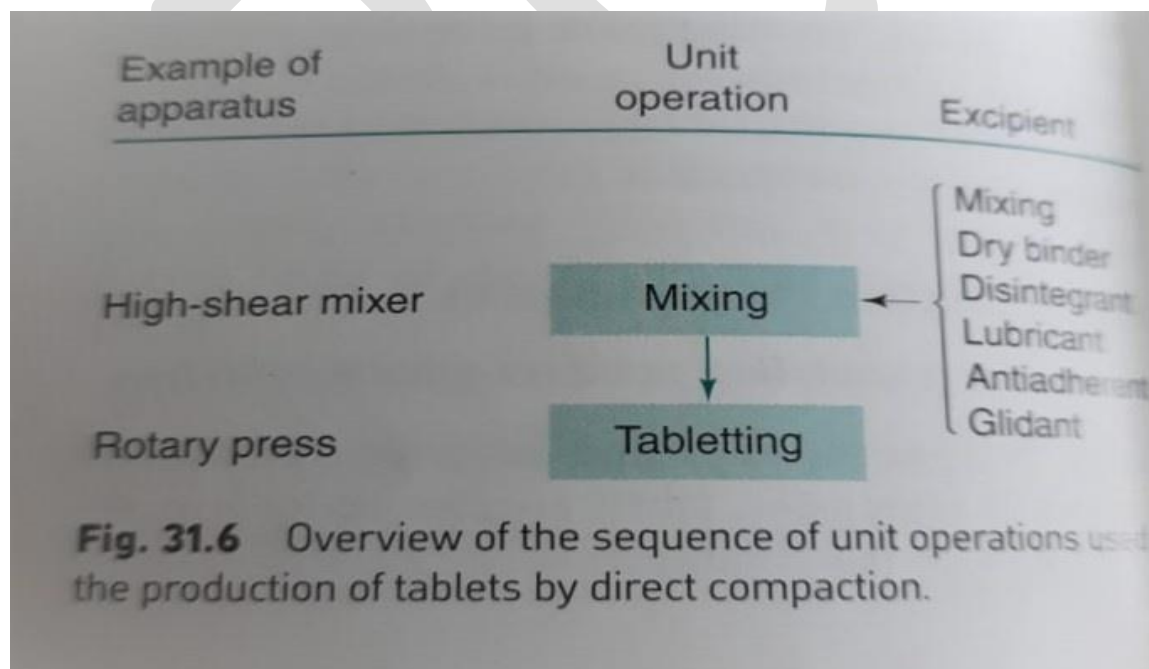 Example of
apparatus
Unit
operation
Excipient
High-shear mixer
Mixing
Mixing
Dry binder
Disintegrant
Lubricant
Antiadherent
Glidant
Rotary press
Tabletting
Fig. 31.6 Overview of the sequence of unit operations used
the production of tablets by direct compaction.